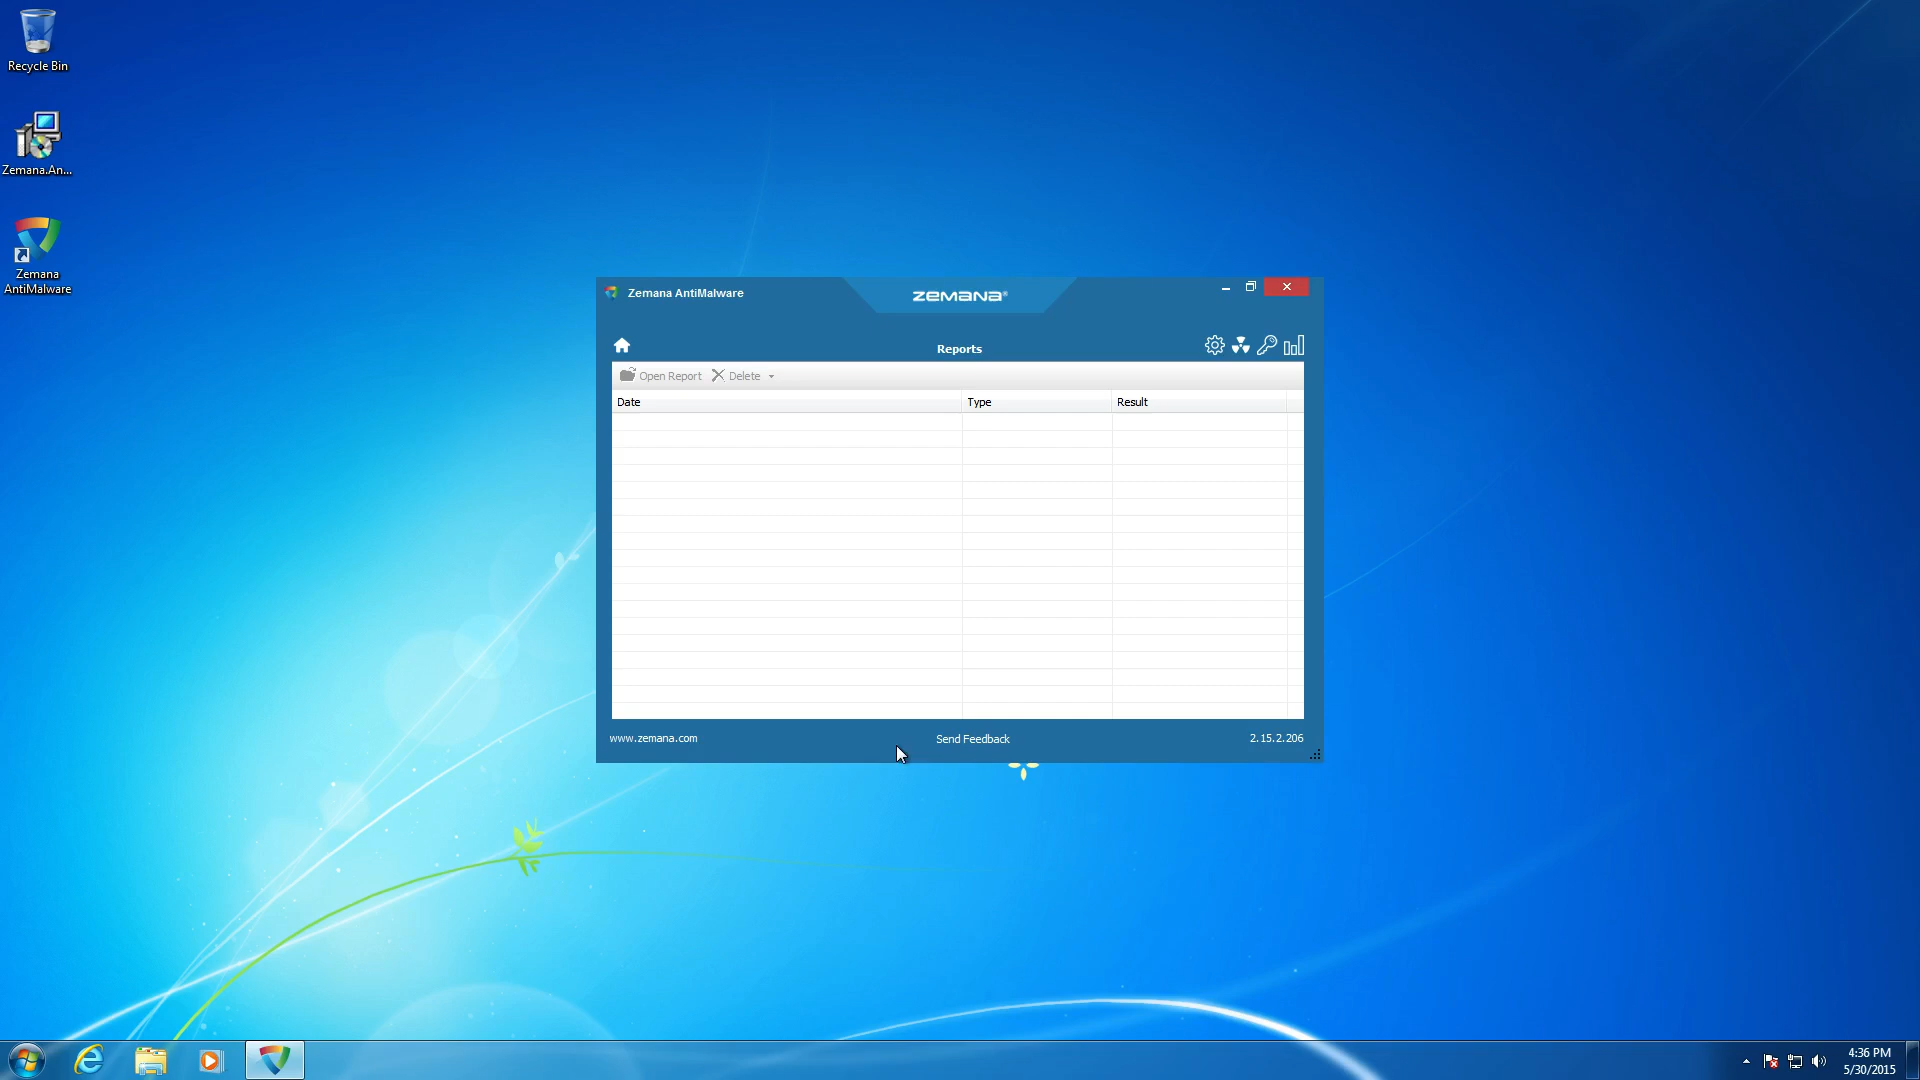 Recycle Bin
Zemana.An...
Zemana
AntiMalware
Zemana AntiMalware
ZEMANA®
Reports
Open Report
Delete
Date
Type
Result
www.zemana.com
Send Feedback
2.15.2.206
4:36 PM
5/30/2015